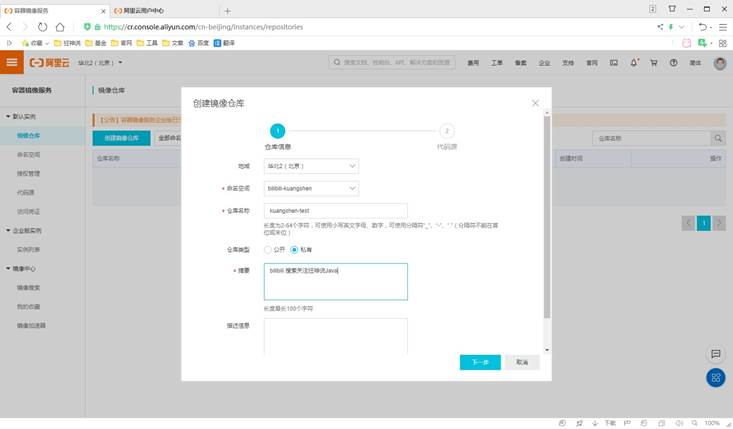 容器镜像服务
阿里云用户中心
https://cr.console.aliyun.com/cn-beijing/instances/repositories
收藏 狂神说 基金 官网 工具 文章 百度 翻译
阿里云 华北2（北京） 搜索文档、控制台、API、解决方案和资源 费用 工单 备案 企业 支持 官网 简体
容器镜像服务
镜像仓库
默认实例
镜像仓库
命名空间
授权管理
代码源
访问凭证
企业版实例
实例列表
镜像中心
镜像搜索
我的收藏
镜像加速器
创建镜像仓库 全部命名
仓库名称
仓库名称 创建时间 操作
1
创建镜像仓库
1
2
仓库信息
代码源
地域 华北2（北京）
* 命名空间 bilibili-kuangshen
* 仓库名称 kuangshen-test
长度为2-64个字符，可使用小写英文字母、数字，可使用分隔符"_"、"-"、"."（分隔符不能在首
位或末位）
仓库类型 公开 私有
* 摘要 bilibili 搜索关注狂神说Java
长度最长100个字符
描述信息
下一步 取消
下载 100%